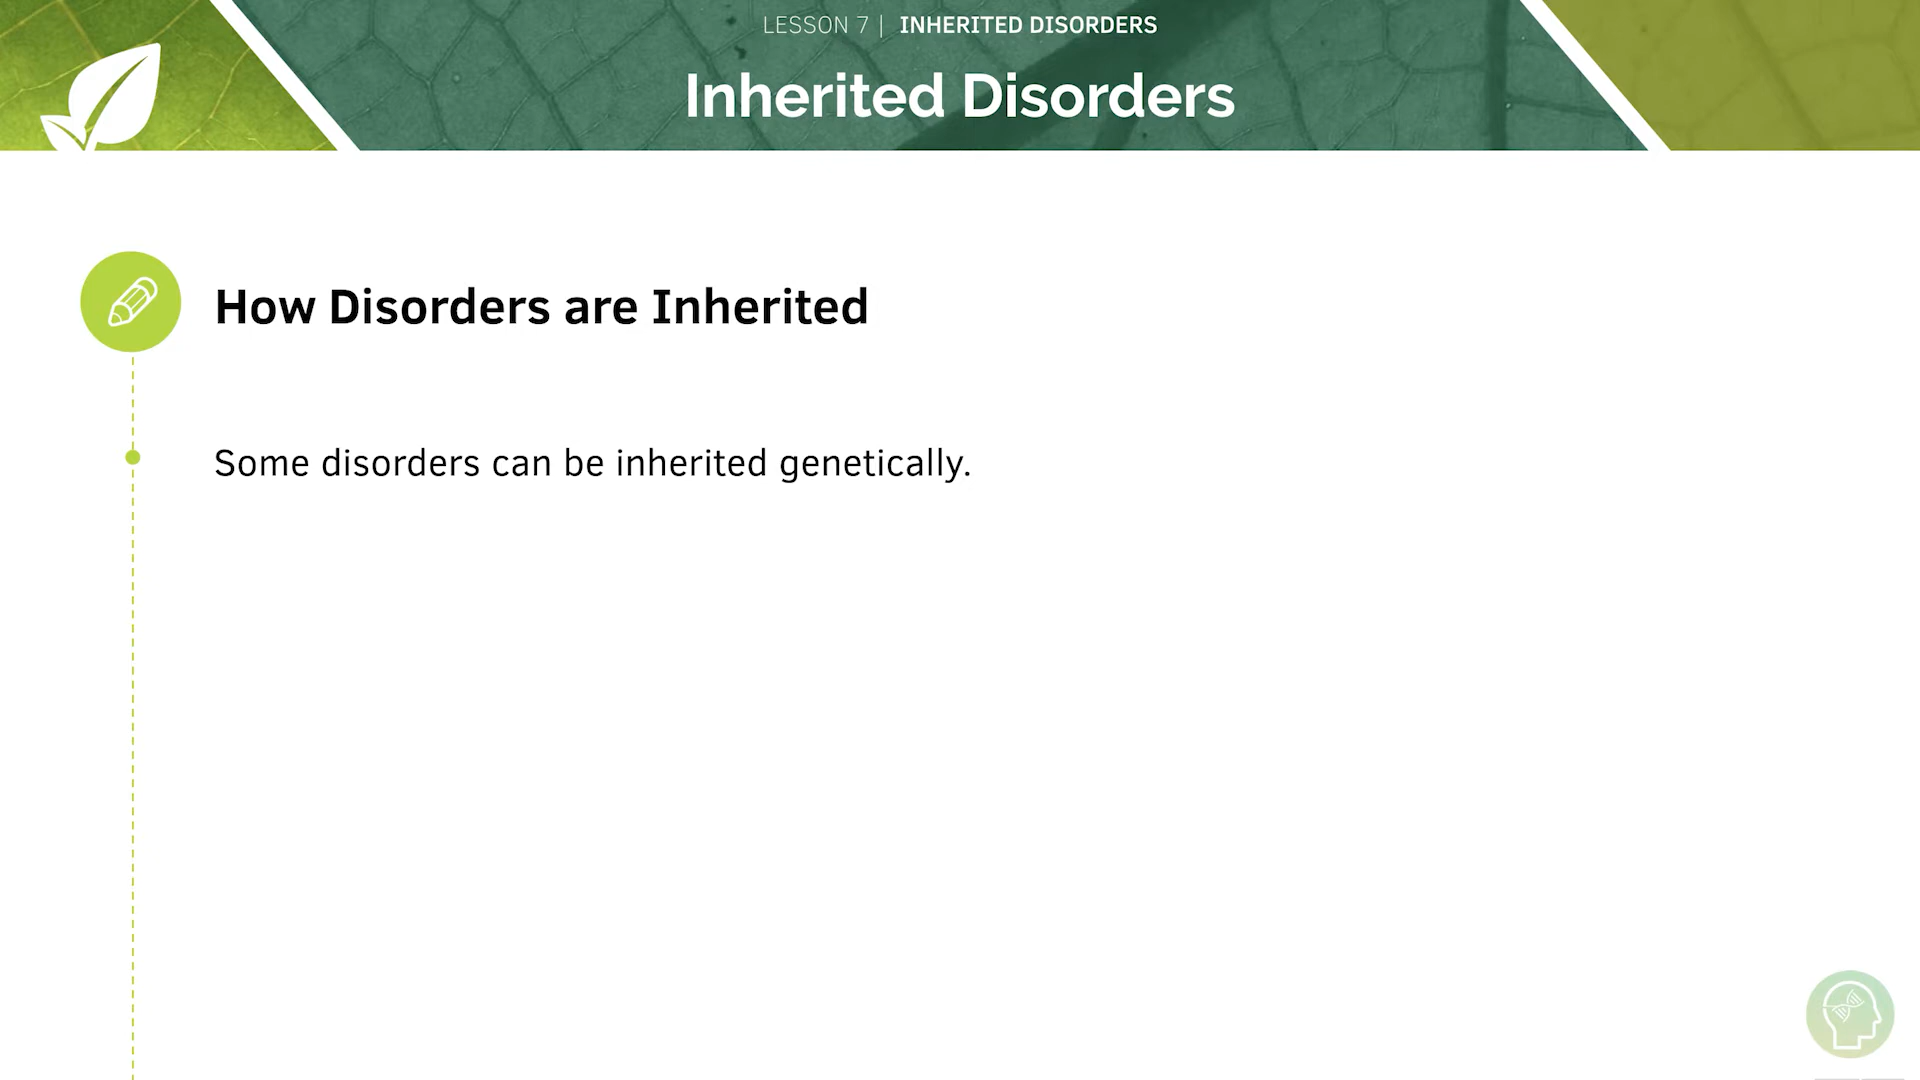 LESSON 7 | INHERITED DISORDERS
Inherited Disorders
How Disorders are Inherited
Some disorders can be inherited genetically.